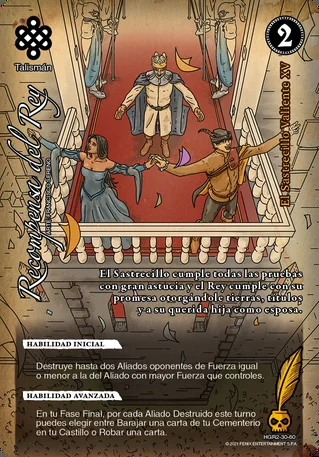 2
Talismán
Recompensa del Rey
El Sastrecillo Valiente XV
El Sastrecillo cumple todas las pruebas
con gran astucia y el Rey cumple con su
promesa otorgándole tierras, títulos
y a su querida hija como esposa.
HABILIDAD INICIAL
Destruye hasta dos Aliados oponentes de Fuerza igual
o menor a la del Aliado con mayor Fuerza que controles.
HABILIDAD AVANZADA
En tu Fase Final, por cada Aliado Destruido este turno
puedes elegir entre Barajar una carta de tu Cementerio
en tu Castillo o Robar una carta.
HGR2-30-60
©2021 FENIX ENTERTAINMENT S.P.A.